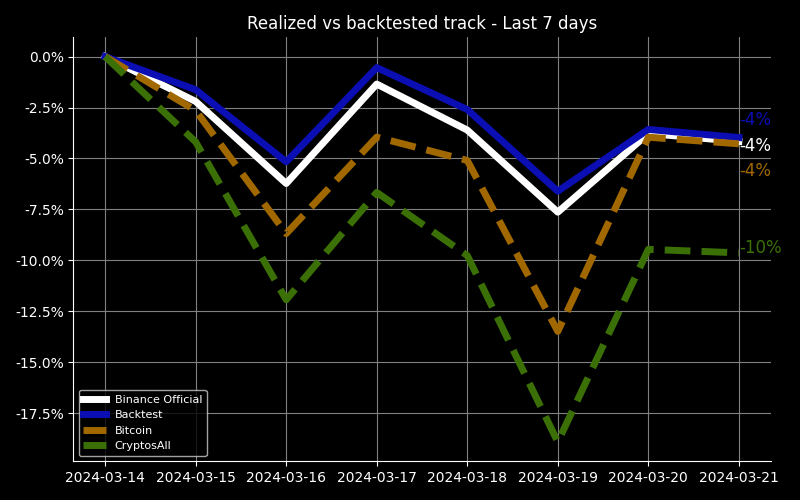 Realized vs backtested track - Last 7 days
0.0%
-2.5%
-5.0%
-7.5%
-10.0%
-12.5%
-15.0%
-17.5%
-4%
-4%
-4%
-10%
Binance Official
Backtest
Bitcoin
CryptosAll
2024-03-14 2024-03-15 2024-03-16 2024-03-17 2024-03-18 2024-03-19 2024-03-20 2024-03-21